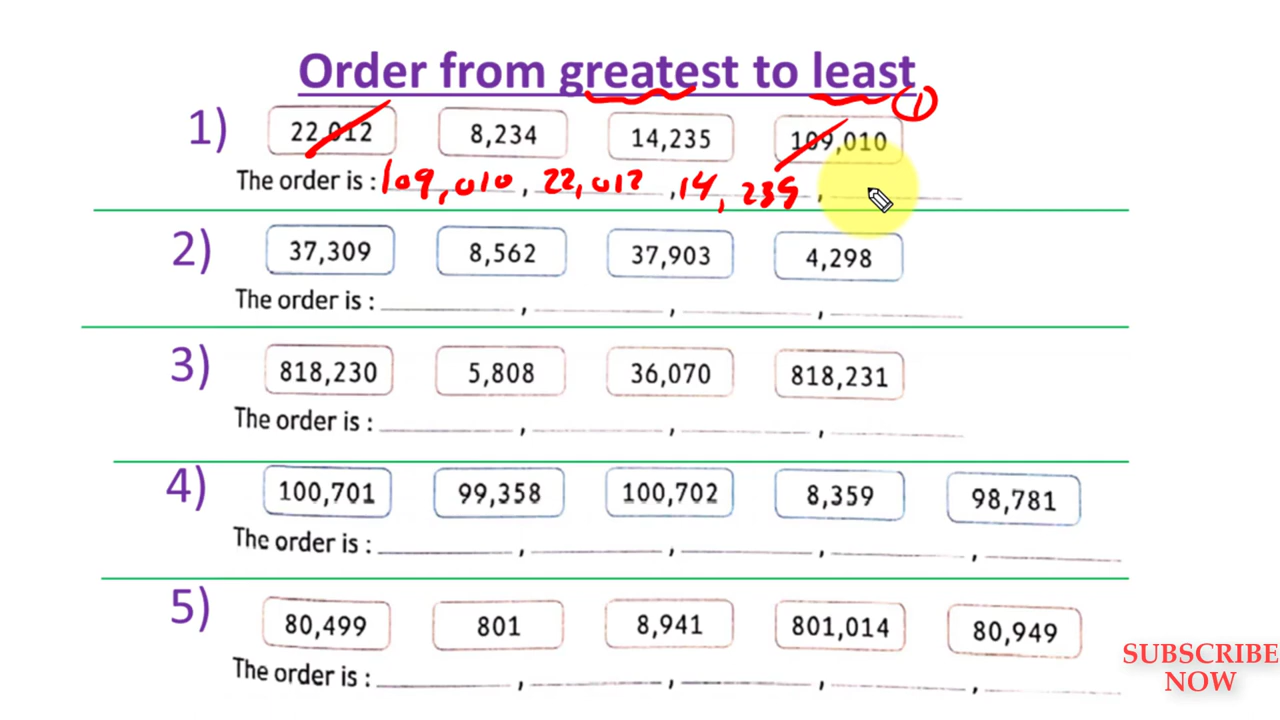 Order from greatest to least
①
1) 22,012 8,234 14,235 109,010
The order is : 109,010 , 22,012 , 14,235 ,
2) 37,309 8,562 37,903 4,298
The order is : , , ,
3) 818,230 5,808 36,070 818,231
The order is : , , ,
4) 100,701 99,358 100,702 8,359 98,781
The order is : , , , ,
5) 80,499 801 8,941 801,014 80,949
The order is : , , , ,
SUBSCRIBE
NOW